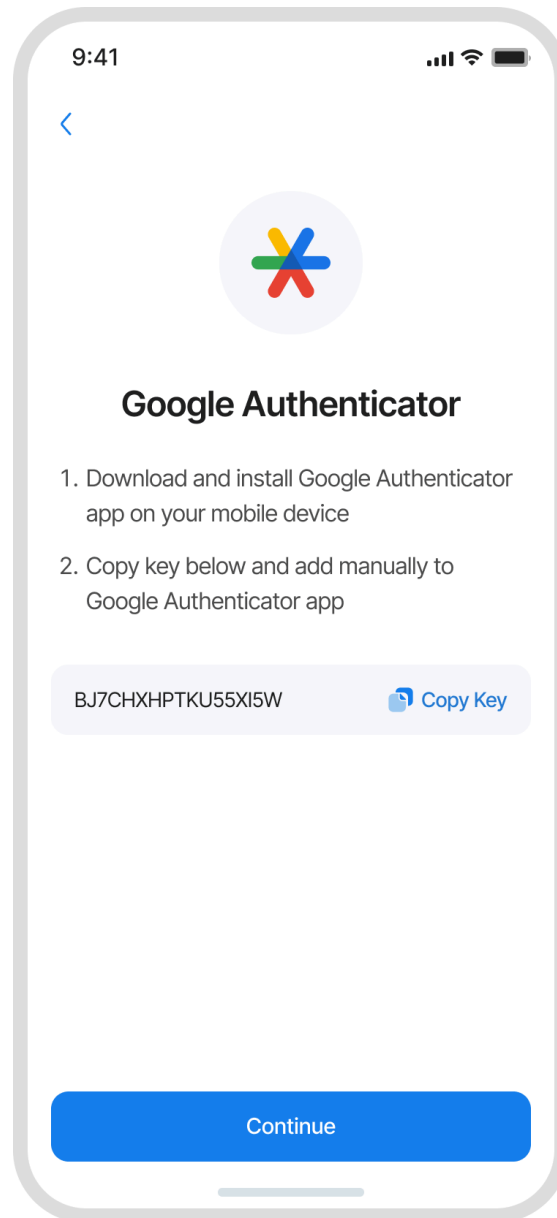 9:41
Google Authenticator
1. Download and install Google Authenticator
app on your mobile device
2. Copy key below and add manually to
Google Authenticator app
BJ7CHXHPTKU55XI5W
Copy Key
Continue